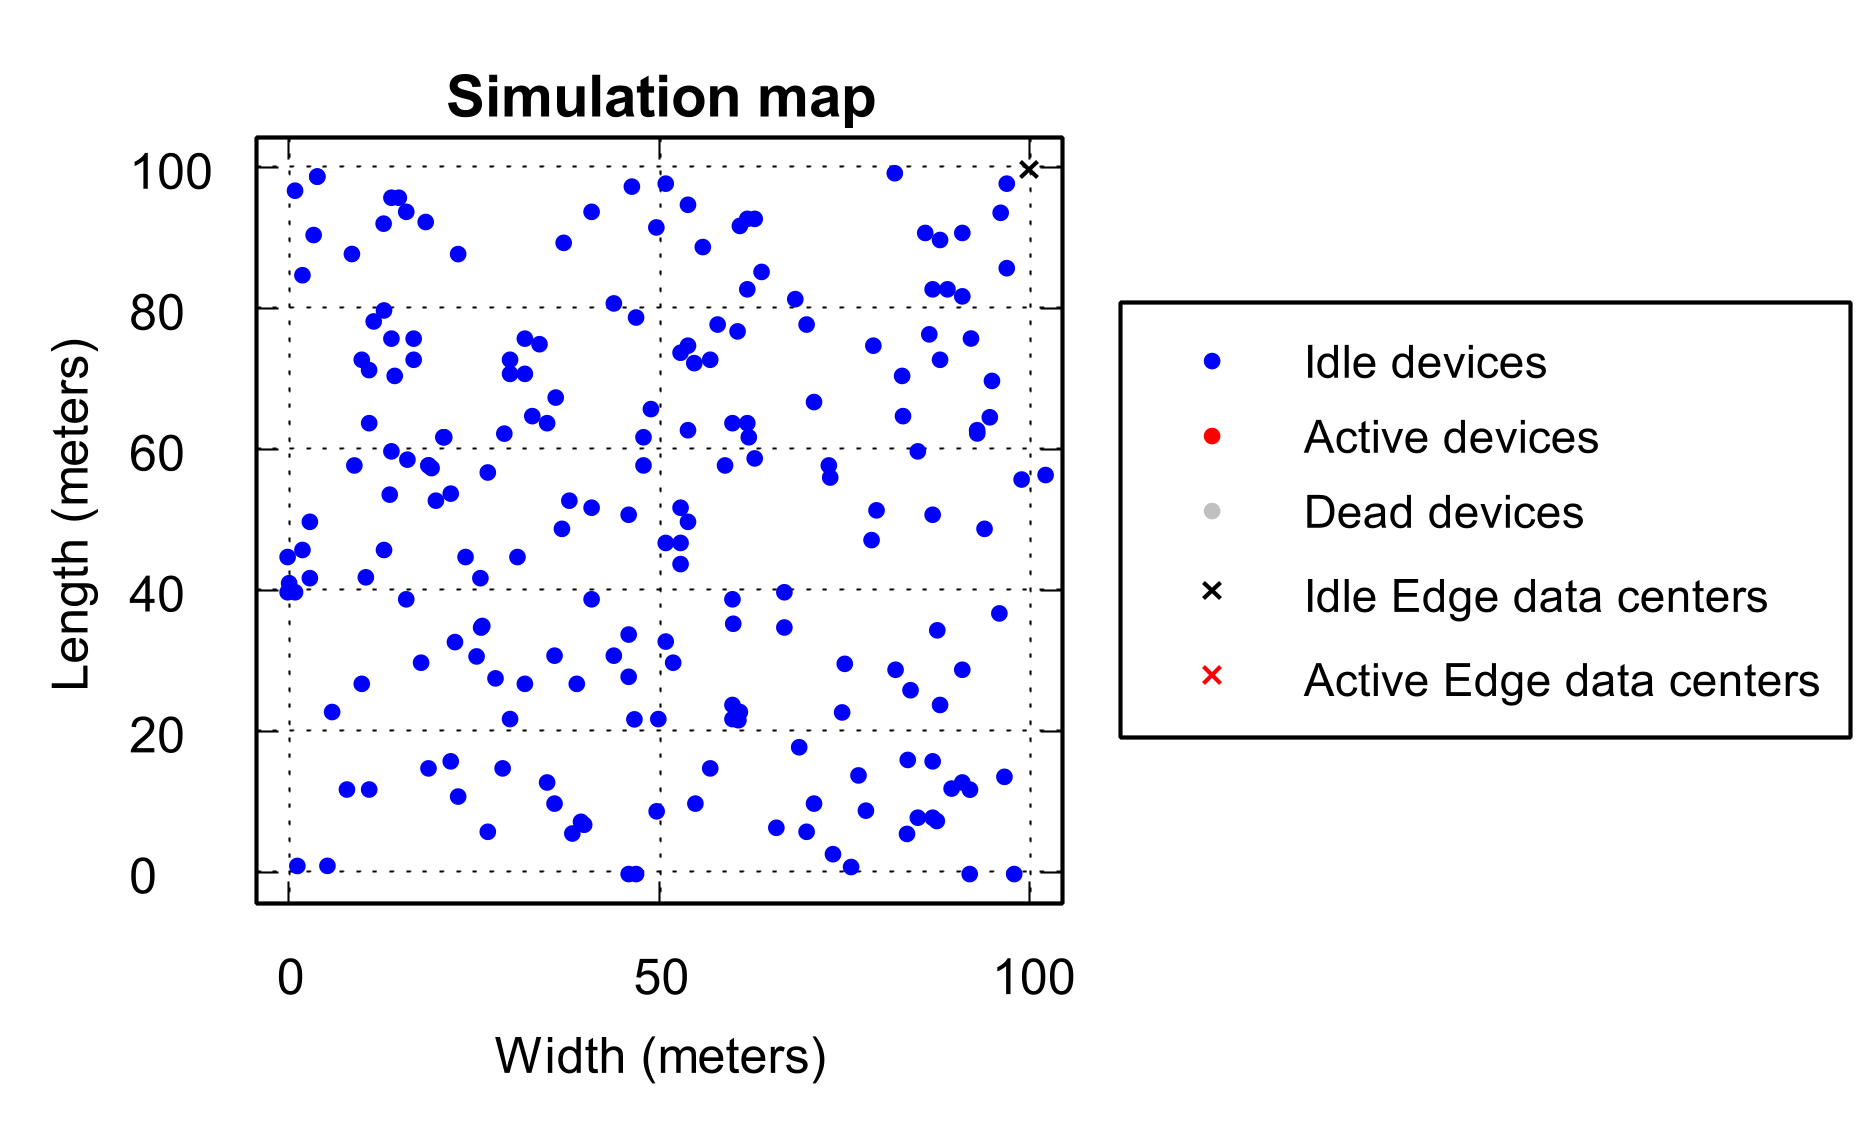 Simulation map
100
80
60
40
20
0
Length (meters)
0 50 100
Width (meters)
Idle devices
Active devices
Dead devices
Idle Edge data centers
Active Edge data centers